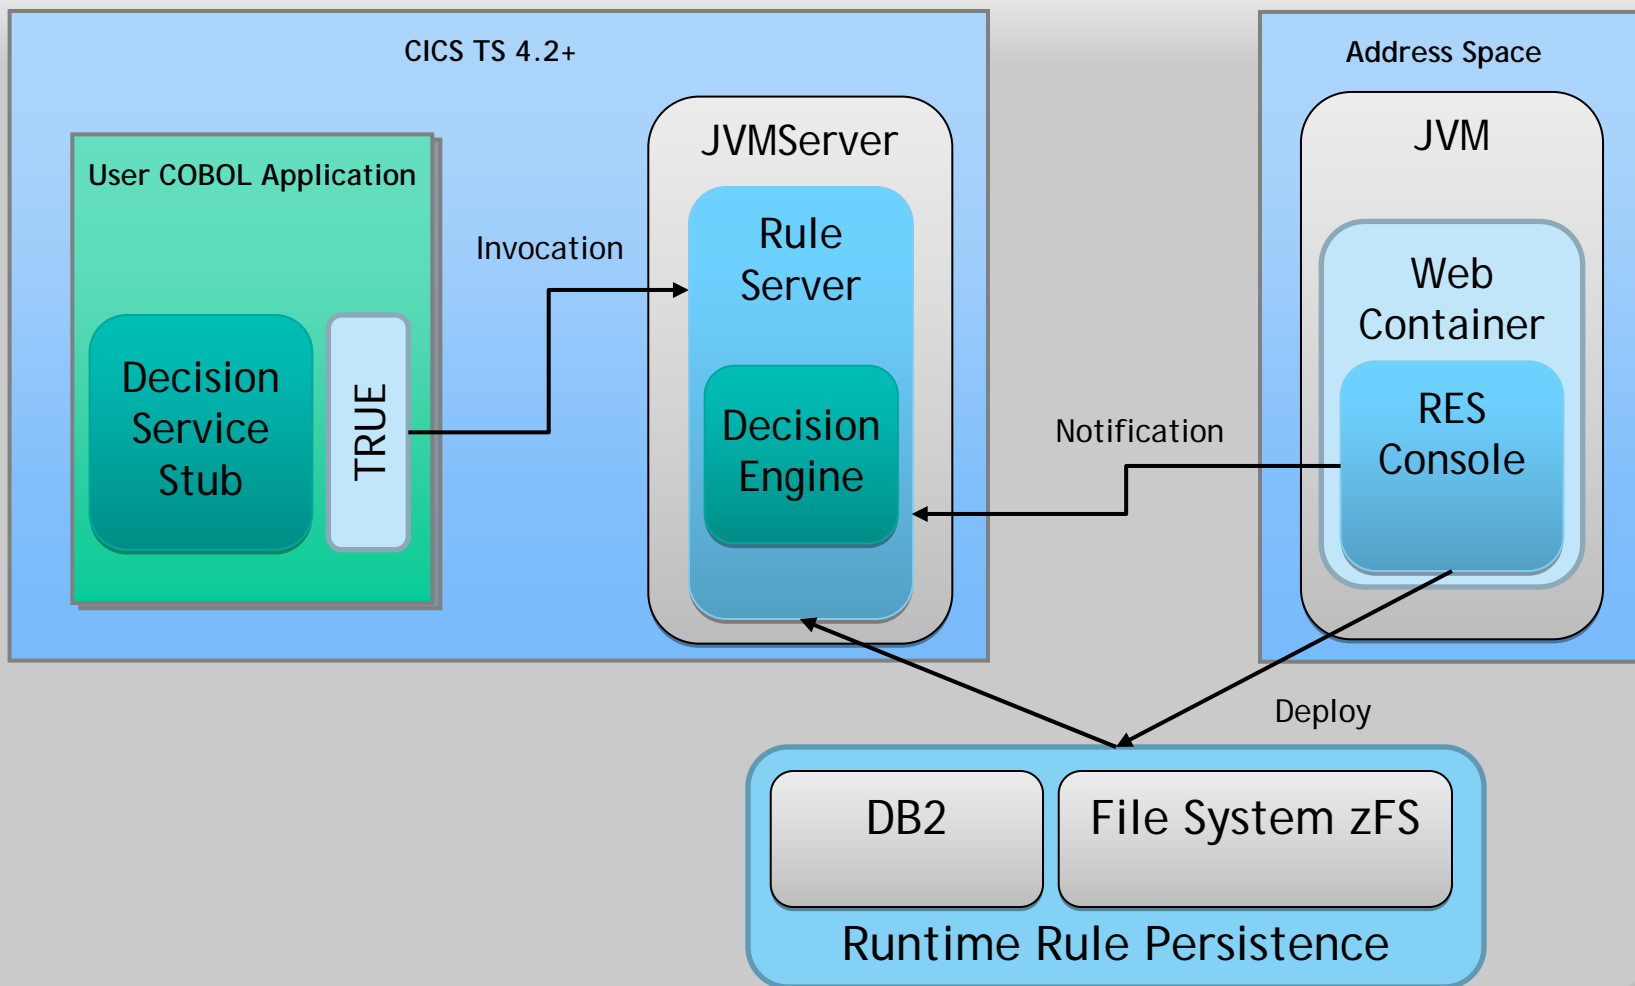 CICS TS 4.2+
Address Space
User COBOL Application
JVMServer
JVM
Invocation
Rule
Server
Web
Container
Decision
Service
Stub
TRUE
Decision
Engine
Notification
RES
Console
Deploy
DB2
File System zFS
Runtime Rule Persistence